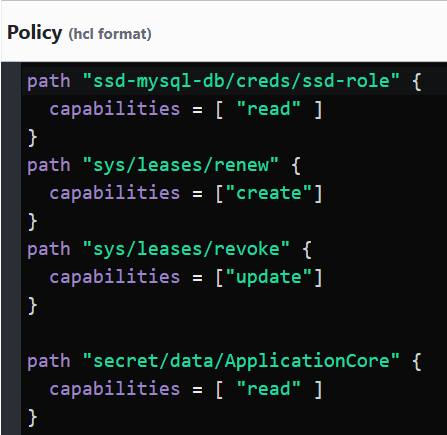 Policy (hcl format)
path "ssd-mysql-db/creds/ssd-role" {
  capabilities = [ "read" ]
}
path "sys/leases/renew" {
  capabilities = ["create"]
}
path "sys/leases/revoke" {
  capabilities = ["update"]
}

path "secret/data/ApplicationCore" {
  capabilities = [ "read" ]
}